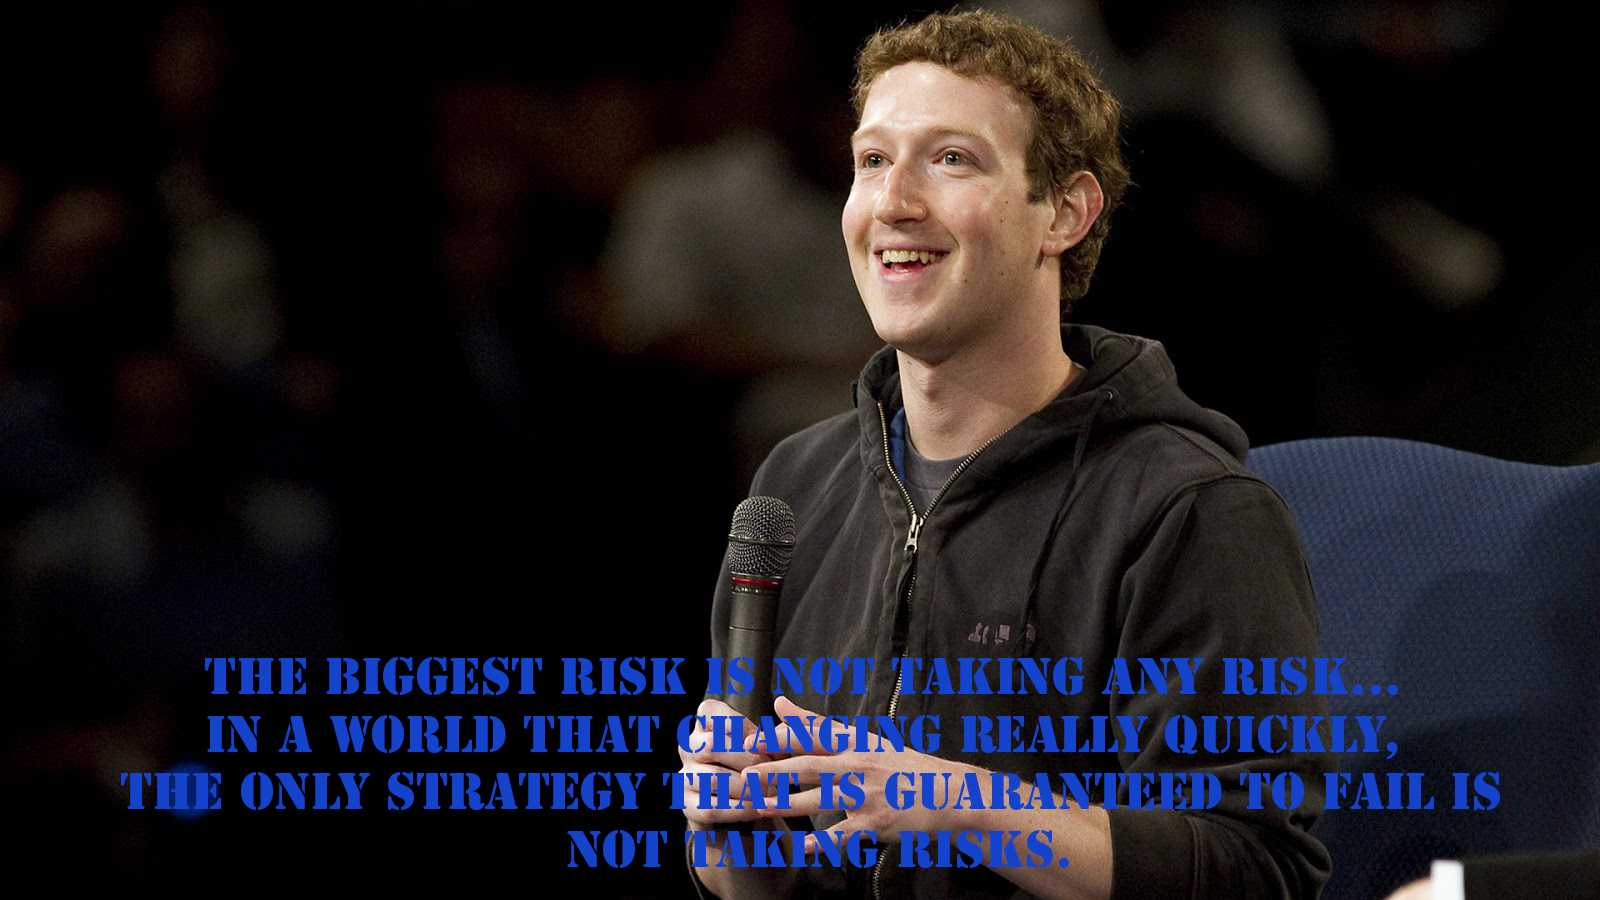 THE BIGGEST RISK IS NOT TAKING ANY RISK...
IN A WORLD THAT CHANGING REALLY QUICKLY,
THE ONLY STRATEGY THAT IS GUARANTEED TO FAIL IS
NOT TAKING RISKS.